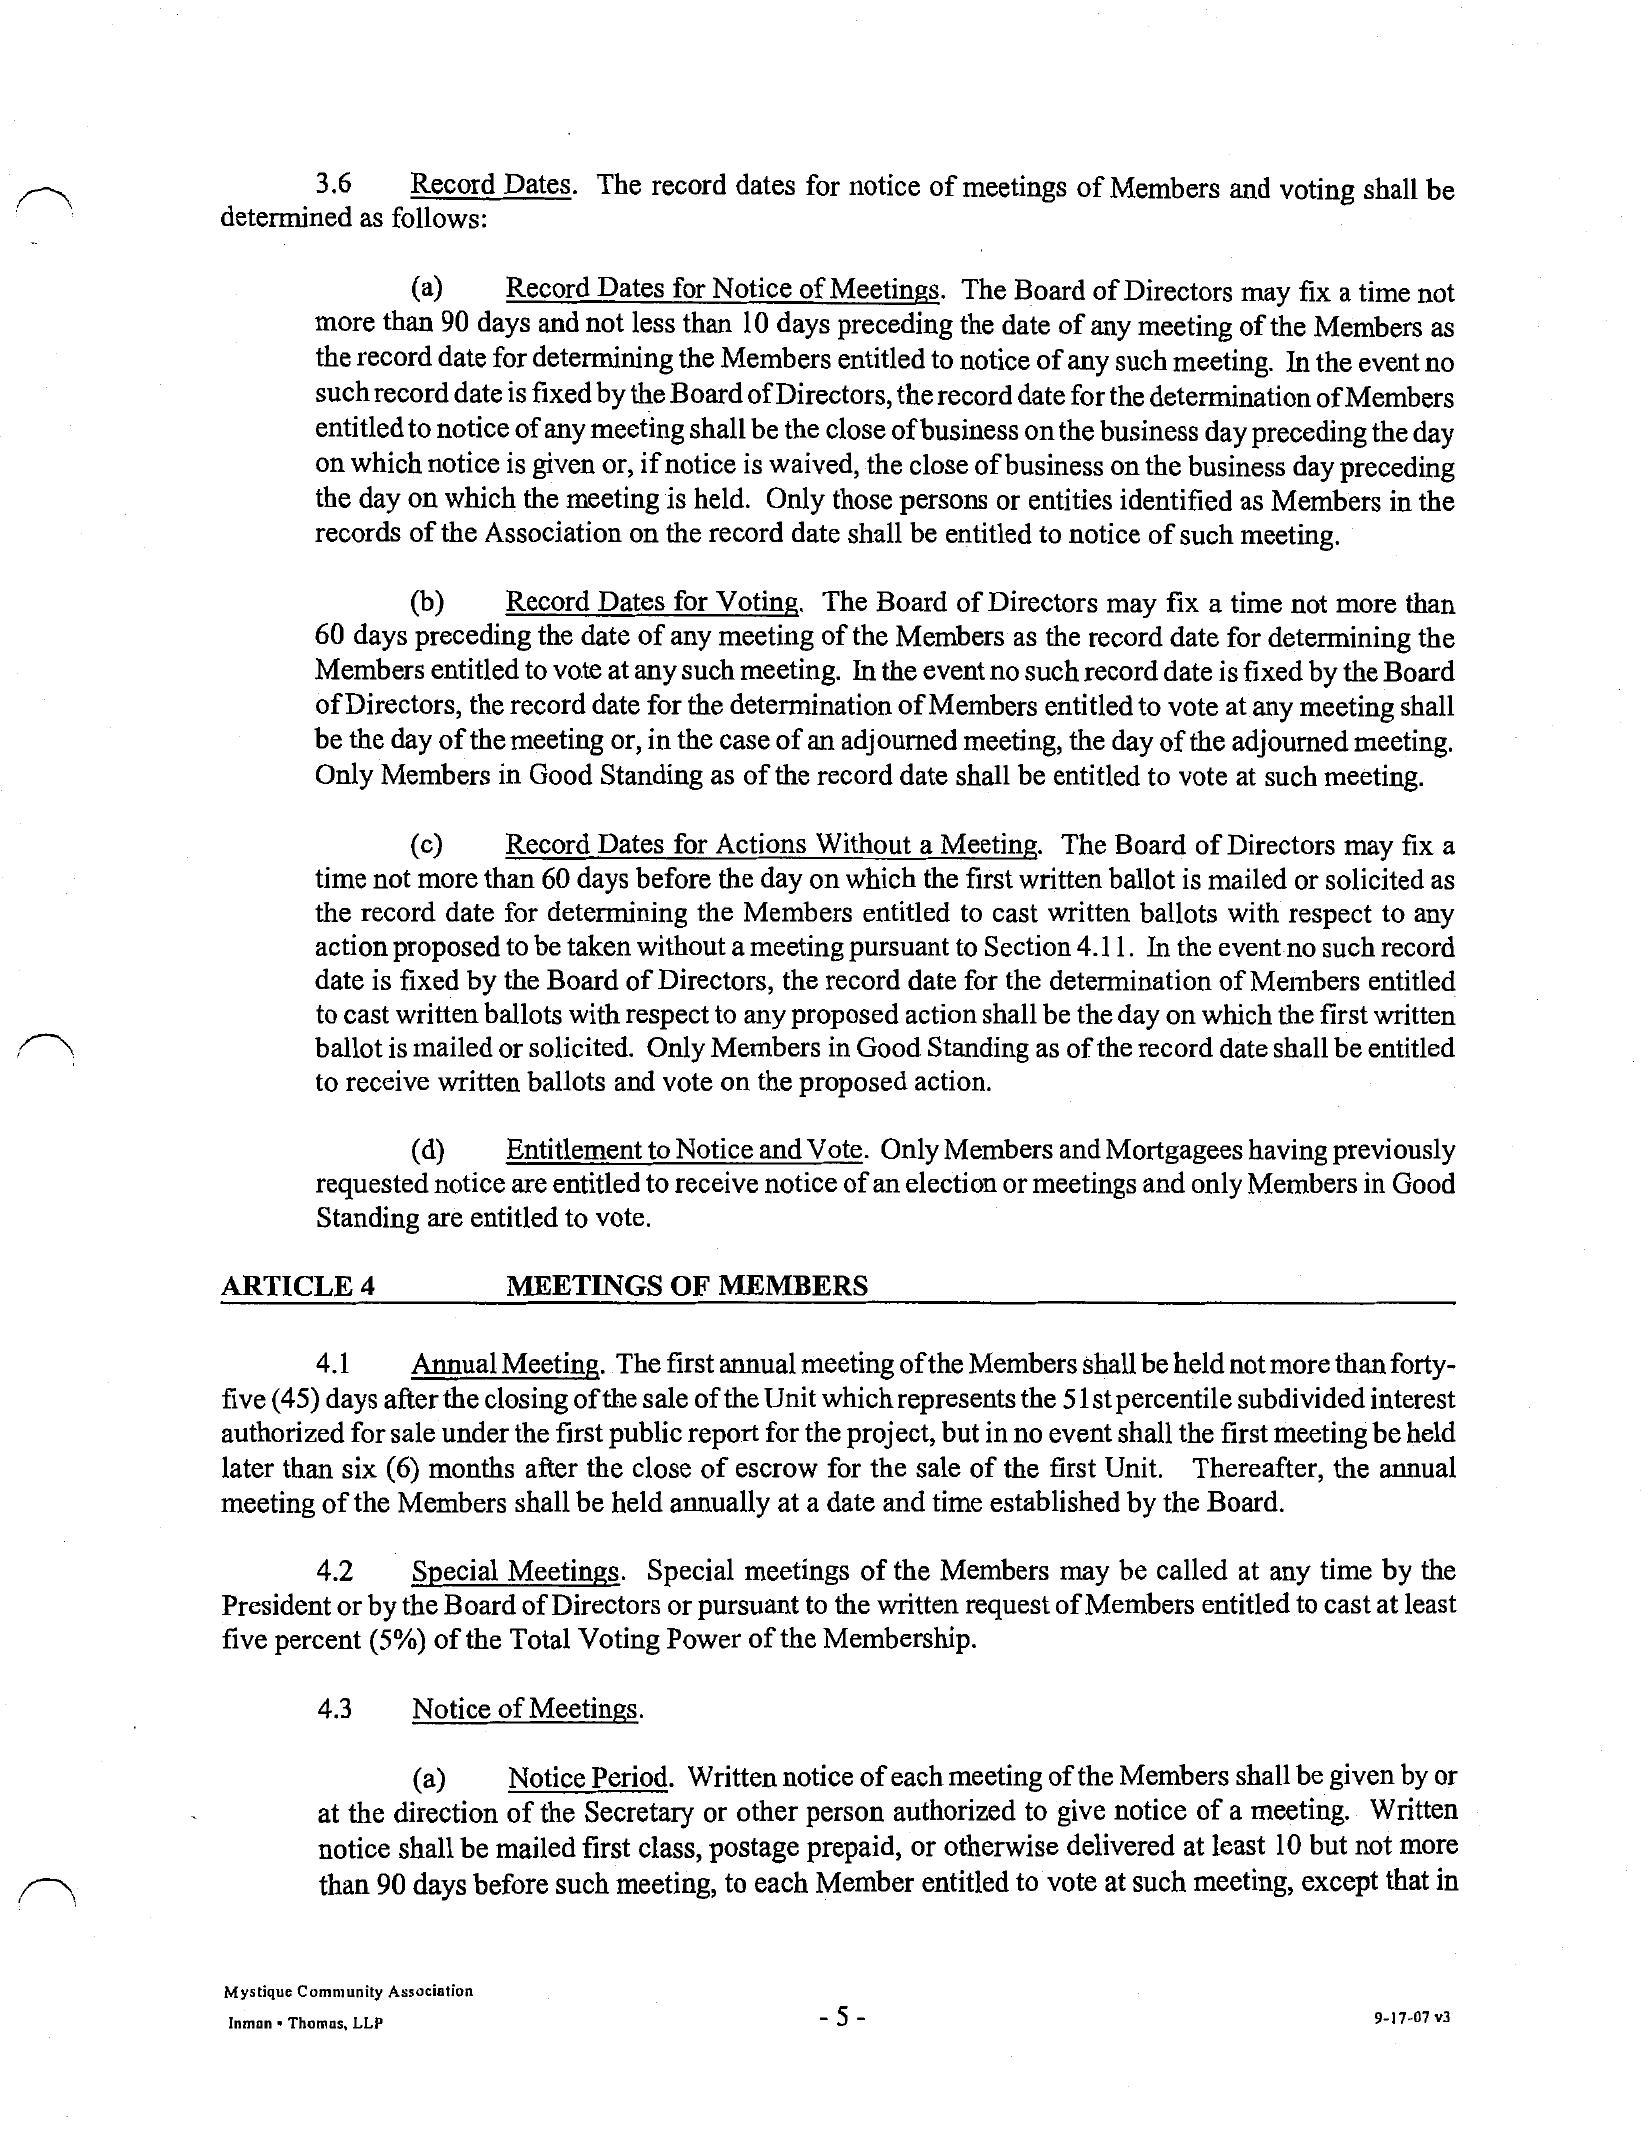 3.6 Record Dates. The record dates for notice of meetings of Members and voting shall be
determined as follows:
(a) Record Dates for Notice of Meetings. The Board of Directors may fix a time not
more than 90 days and not less than 10 days preceding the date of any meeting of the Members as
the record date for determining the Members entitled to notice of any such meeting. In the event no
such record date is fixed by the Board of Directors, the record date for the determination of Members
entitled to notice of any meeting shall be the close of business on the business day preceding the day
on which notice is given or, if notice is waived, the close of business on the business day preceding
the day on which the meeting is held. Only those persons or entities identified as Members in the
records of the Association on the record date shall be entitled to notice of such meeting.
(b) Record Dates for Voting. The Board of Directors may fix a time not more than
60 days preceding the date of any meeting of the Members as the record date for determining the
Members entitled to vote at any such meeting. In the event no such record date is fixed by the Board
of Directors, the record date for the determination of Members entitled to vote at any meeting shall
be the day of the meeting or, in the case of an adjourned meeting, the day of the adjourned meeting.
Only Members in Good Standing as of the record date shall be entitled to vote at such meeting.
(c) Record Dates for Actions Without a Meeting. The Board of Directors may fix a
time not more than 60 days before the day on which the first written ballot is mailed or solicited as
the record date for determining the Members entitled to cast written ballots with respect to any
action proposed to be taken without a meeting pursuant to Section 4.11. In the event no such record
date is fixed by the Board of Directors, the record date for the determination of Members entitled
to cast written ballots with respect to any proposed action shall be the day on which the first written
ballot is mailed or solicited. Only Members in Good Standing as of the record date shall be entitled
to receive written ballots and vote on the proposed action.
(d) Entitlement to Notice and Vote. Only Members and Mortgagees having previously
requested notice are entitled to receive notice of an election or meetings and only Members in Good
Standing are entitled to vote.
ARTICLE 4 MEETINGS OF MEMBERS
4.1 Annual Meeting. The first annual meeting of the Members shall be held not more than forty-
five (45) days after the closing of the sale of the Unit which represents the 51st percentile subdivided interest
authorized for sale under the first public report for the project, but in no event shall the first meeting be held
later than six (6) months after the close of escrow for the sale of the first Unit. Thereafter, the annual
meeting of the Members shall be held annually at a date and time established by the Board.
4.2 Special Meetings. Special meetings of the Members may be called at any time by the
President or by the Board of Directors or pursuant to the written request of Members entitled to cast at least
five percent (5%) of the Total Voting Power of the Membership.
4.3 Notice of Meetings.
(a) Notice Period. Written notice of each meeting of the Members shall be given by or
at the direction of the Secretary or other person authorized to give notice of a meeting. Written
notice shall be mailed first class, postage prepaid, or otherwise delivered at least 10 but not more
than 90 days before such meeting, to each Member entitled to vote at such meeting, except that in
Mystique Community Association
Inman • Thomas, LLP - 5 - 9-17-07 v3